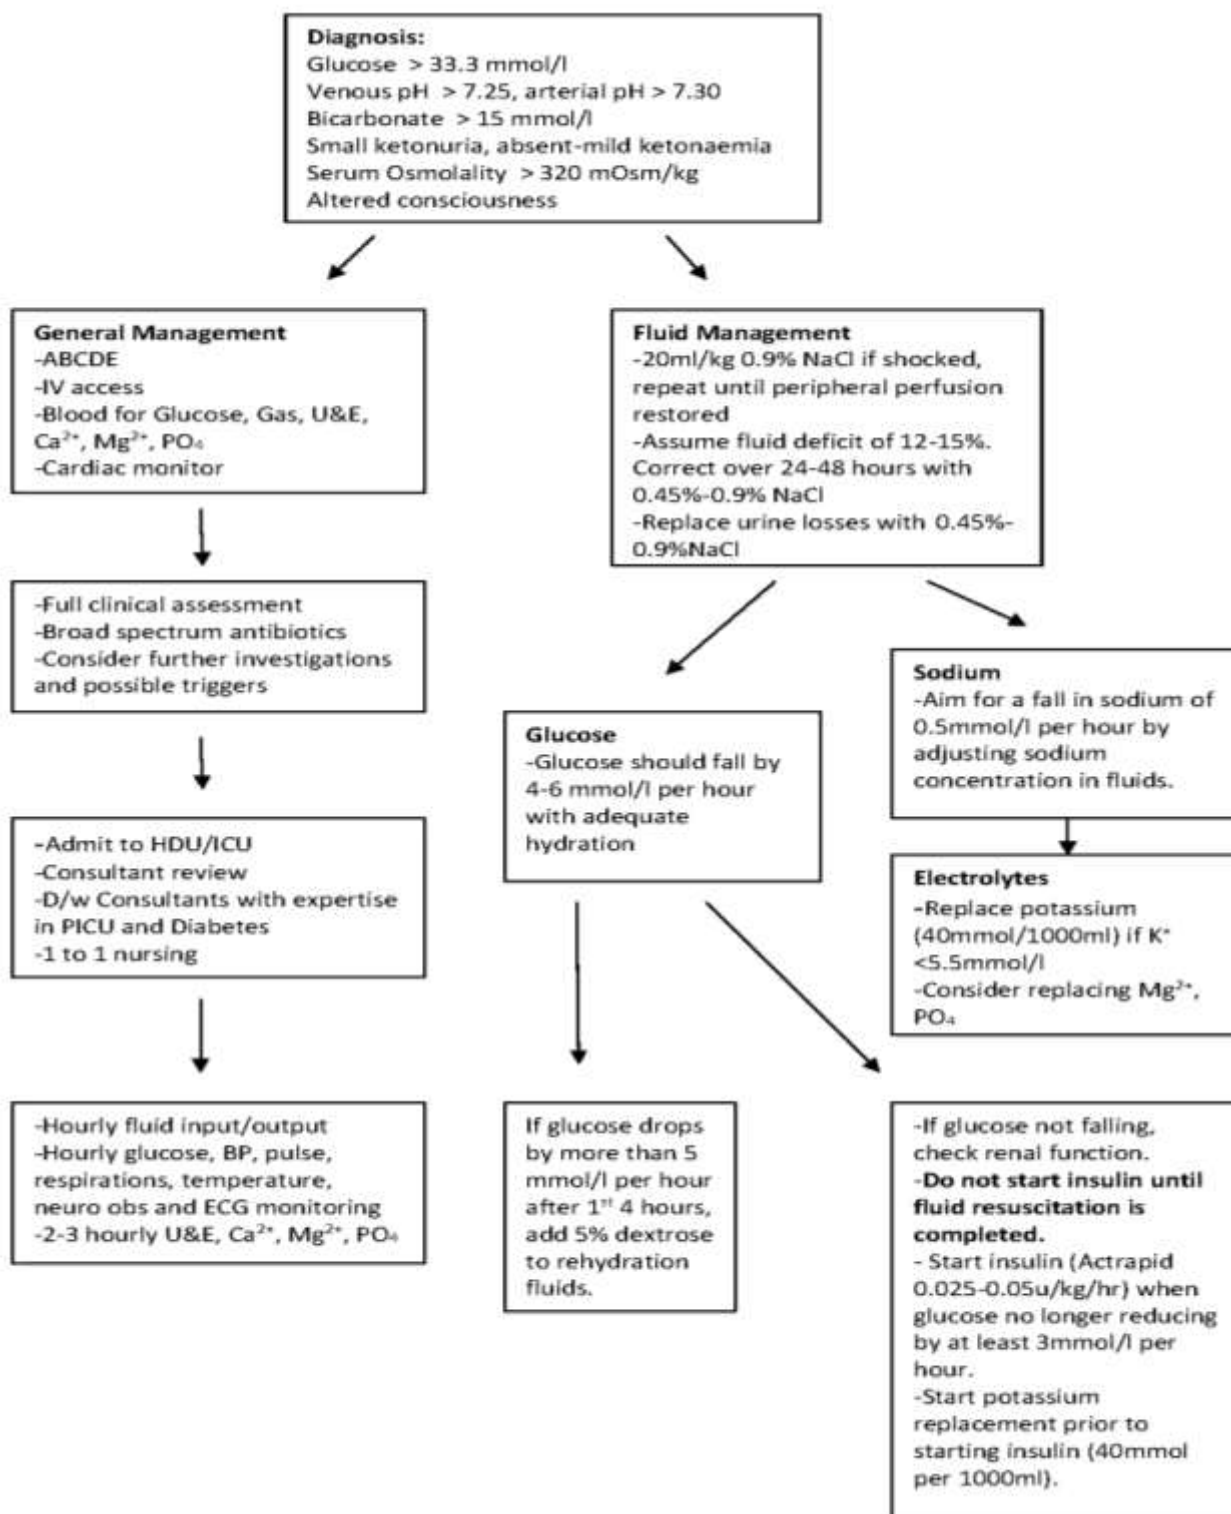 Diagnosis:
Glucose > 33.3 mmol/l
Venous pH > 7.25, arterial pH > 7.30
Bicarbonate > 15 mmol/l
Small ketonuria, absent-mild ketonaemia
Serum Osmolality > 320 mOsm/kg
Altered consciousness
General Management
-ABCDE
-IV access
-Blood for Glucose, Gas, U&E,
Ca²⁺, Mg²⁺, PO₄
-Cardiac monitor
Fluid Management
-20ml/kg 0.9% NaCl if shocked,
repeat until peripheral perfusion
restored
-Assume fluid deficit of 12-15%.
Correct over 24-48 hours with
0.45%-0.9% NaCl
-Replace urine losses with 0.45%-
0.9%NaCl
-Full clinical assessment
-Broad spectrum antibiotics
-Consider further investigations
and possible triggers
Sodium
-Aim for a fall in sodium of
0.5mmol/l per hour by
adjusting sodium
concentration in fluids.
Glucose
-Glucose should fall by
4-6 mmol/l per hour
with adequate
hydration
-Admit to HDU/ICU
-Consultant review
-D/w Consultants with expertise
in PICU and Diabetes
-1 to 1 nursing
Electrolytes
-Replace potassium
(40mmol/1000ml) if K⁺
<5.5mmol/l
-Consider replacing Mg²⁺,
PO₄
-Hourly fluid input/output
-Hourly glucose, BP, pulse,
respirations, temperature,
neuro obs and ECG monitoring
-2-3 hourly U&E, Ca²⁺, Mg²⁺, PO₄
If glucose drops
by more than 5
mmol/l per hour
after 1ˢᵗ 4 hours,
add 5% dextrose
to rehydration
fluids.
-If glucose not falling,
check renal function.
-Do not start insulin until
fluid resuscitation is
completed.
- Start insulin (Actrapid
0.025-0.05u/kg/hr) when
glucose no longer reducing
by at least 3mmol/l per
hour.
-Start potassium
replacement prior to
starting insulin (40mmol
per 1000ml).